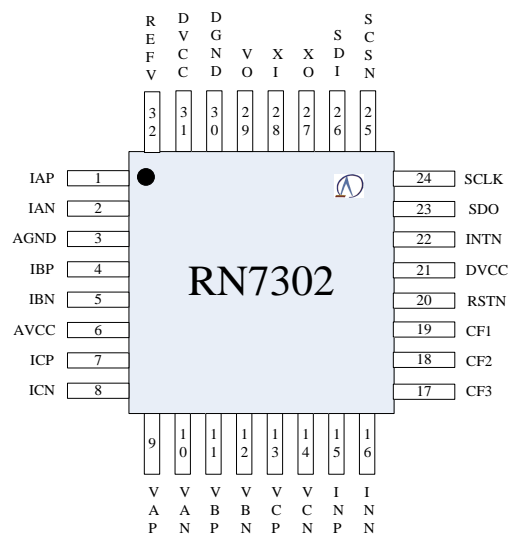 REFV DVCC DGND VO XI XO SDI SCSN
32 31 30 29 28 27 26 25
IAP 1 24 SCLK
IAN 2 23 SDO
AGND 3 22 INTN
IBP 4 21 DVCC
IBN 5 20 RSTN
AVCC 6 19 CF1
ICP 7 18 CF2
ICN 8 17 CF3
RN7302
9 10 11 12 13 14 15 16
VAP VAN VBP VBN VCP VCN INP INN